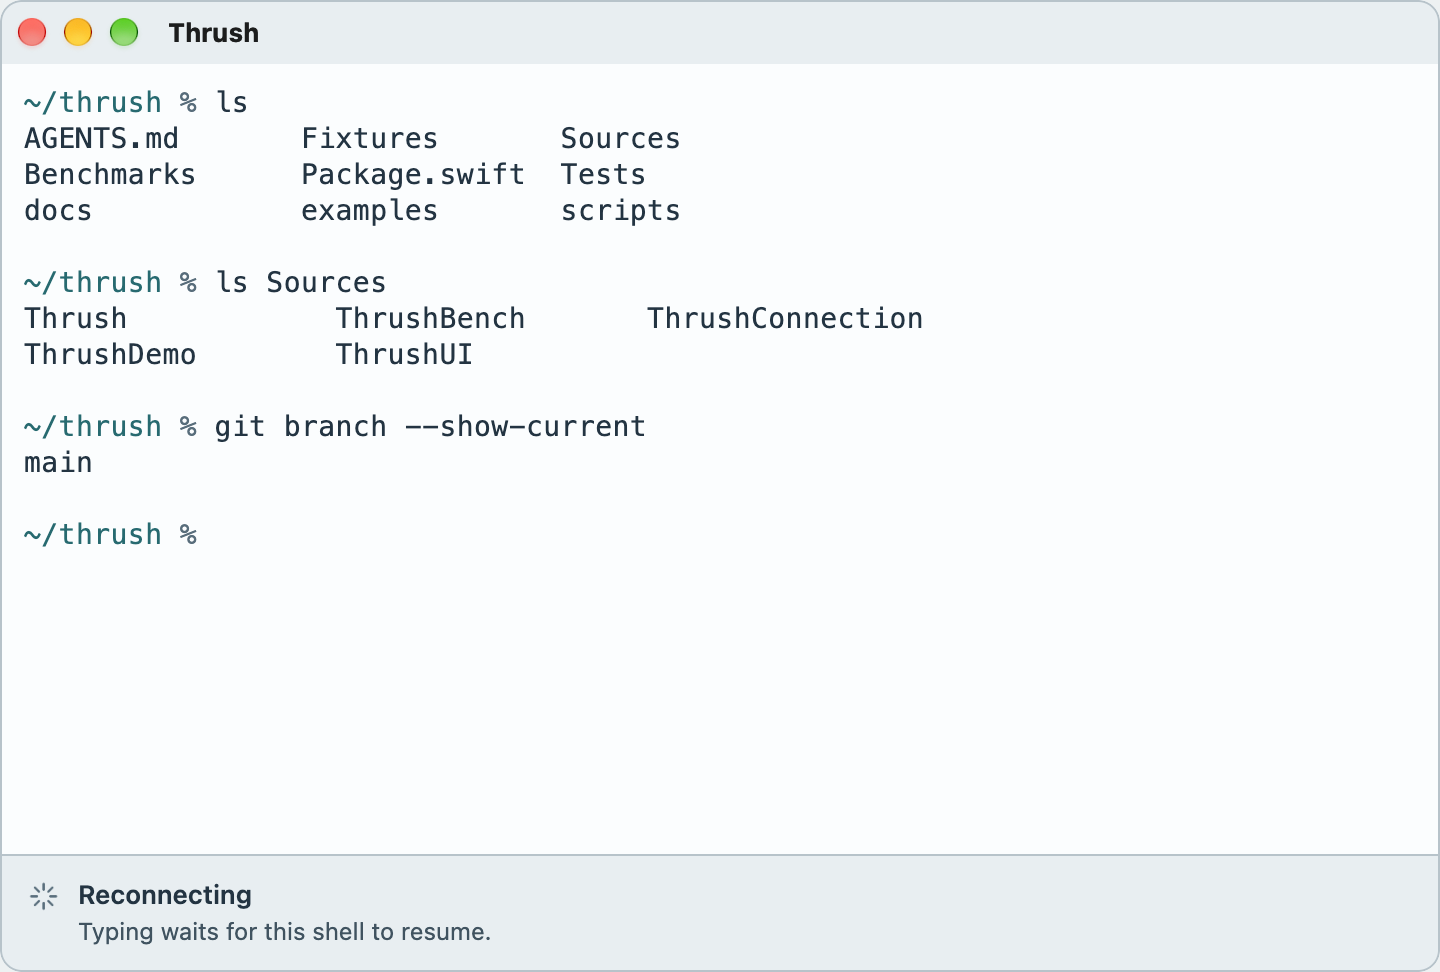 Thrush
~/thrush % ls
AGENTS.md       Fixtures       Sources
Benchmarks      Package.swift  Tests
docs            examples       scripts
~/thrush % ls Sources
Thrush            ThrushBench       ThrushConnection
ThrushDemo        ThrushUI
~/thrush % git branch --show-current
main
~/thrush %
Reconnecting
Typing waits for this shell to resume.